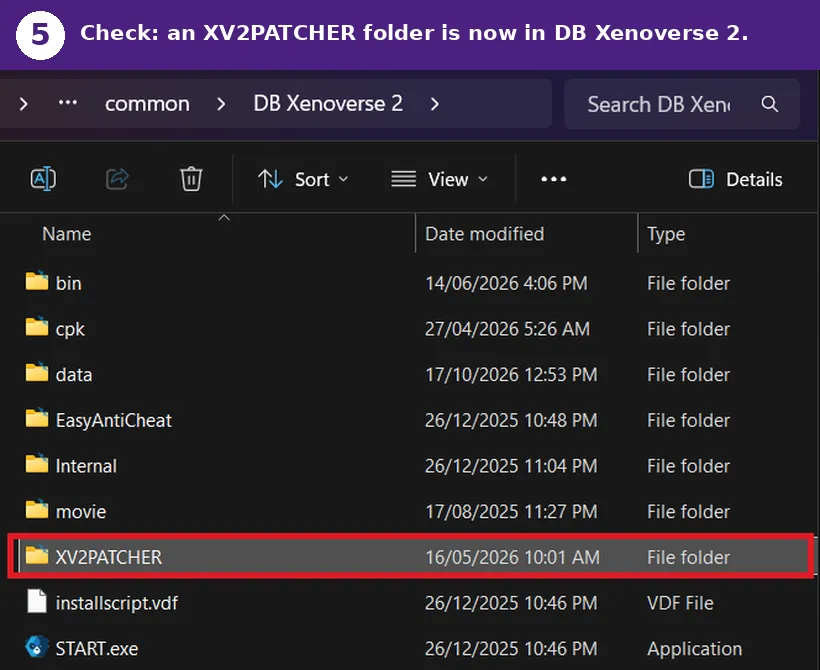 5 Check: an XV2PATCHER folder is now in DB Xenoverse 2.
common DB Xenoverse 2 Search DB Xen
Sort View Details
Name Date modified Type
bin 14/06/2026 4:06 PM File folder
cpk 27/04/2026 5:26 AM File folder
data 17/10/2026 12:53 PM File folder
EasyAntiCheat 26/12/2025 10:48 PM File folder
Internal 26/12/2025 11:04 PM File folder
movie 17/08/2025 11:27 PM File folder
XV2PATCHER 16/05/2026 10:01 AM File folder
installscript.vdf 26/12/2025 10:46 PM VDF File
START.exe 26/12/2025 10:46 PM Application